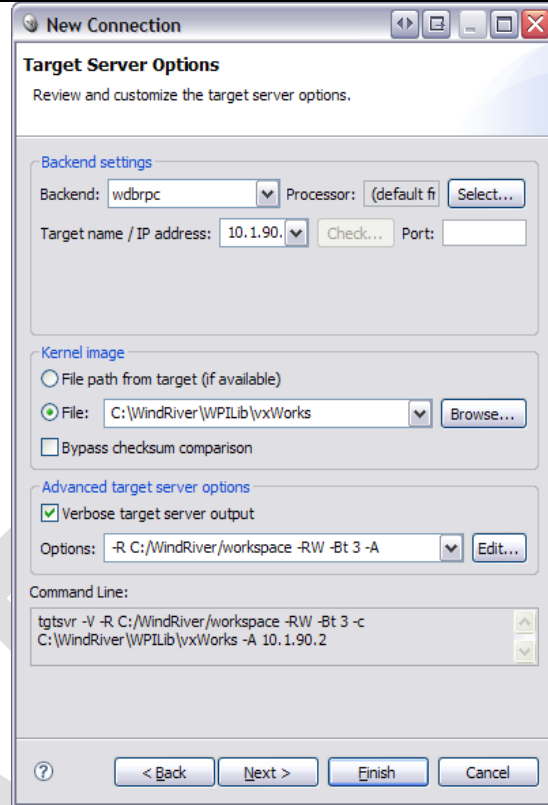 New Connection
Target Server Options
Review and customize the target server options.
Backend settings
Backend: wdbrpc Processor: (default fr Select...
Target name / IP address: 10.1.90. Check... Port:
Kernel image
File path from target (if available)
File: C:\WindRiver\WPILib\vxWorks Browse...
Bypass checksum comparison
Advanced target server options
Verbose target server output
Options: -R C:/WindRiver/workspace -RW -Bt 3 -A Edit...
Command Line:
tgtsvr -V -R C:/WindRiver/workspace -RW -Bt 3 -c
C:\WindRiver\WPILib\vxWorks -A 10.1.90.2
? < Back Next > Finish Cancel